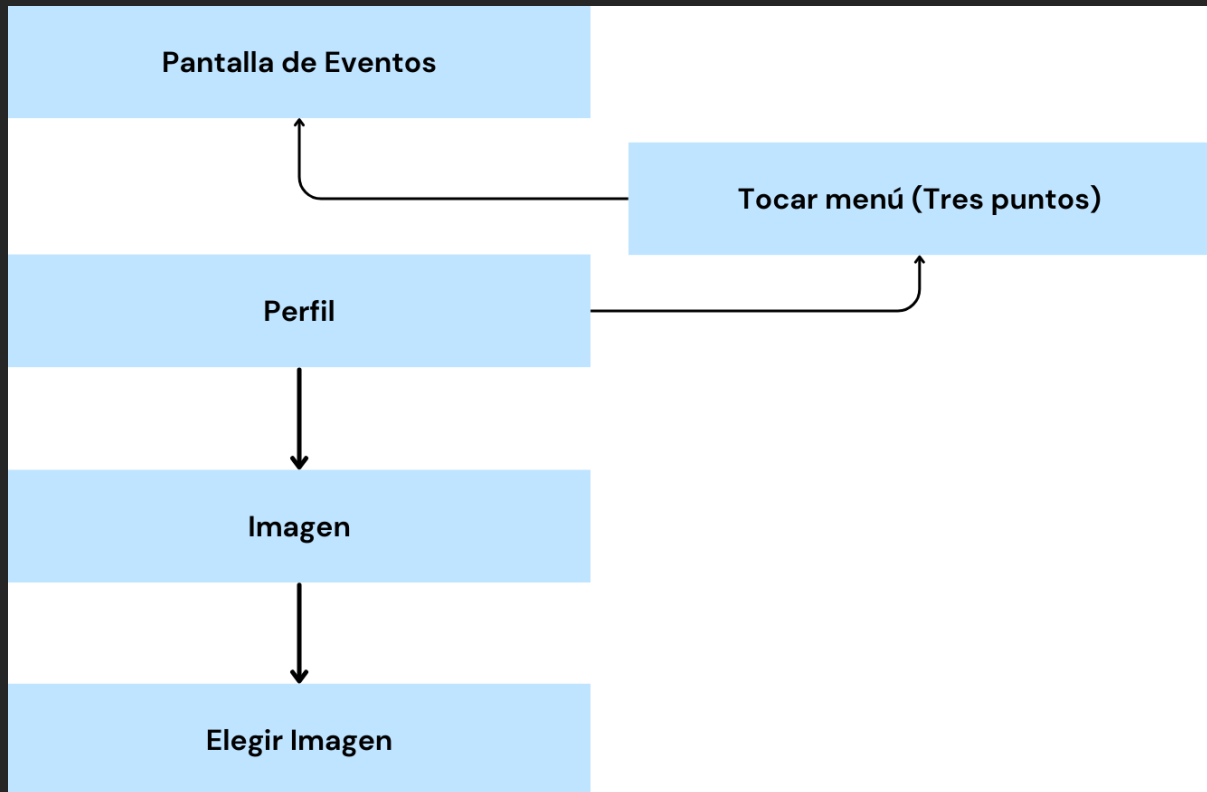 Pantalla de Eventos
Tocar menú (Tres puntos)
Perfil
Imagen
Elegir Imagen